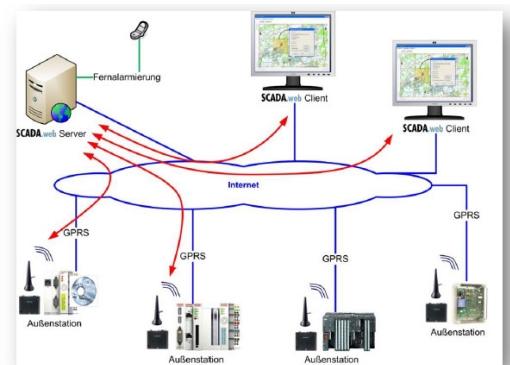 Fernalarmierung
SCADA.web Server
SCADA.web Client
SCADA.web Client
Internet
GPRS
GPRS
GPRS
GPRS
Außenstation
Außenstation
Außenstation
Außenstation